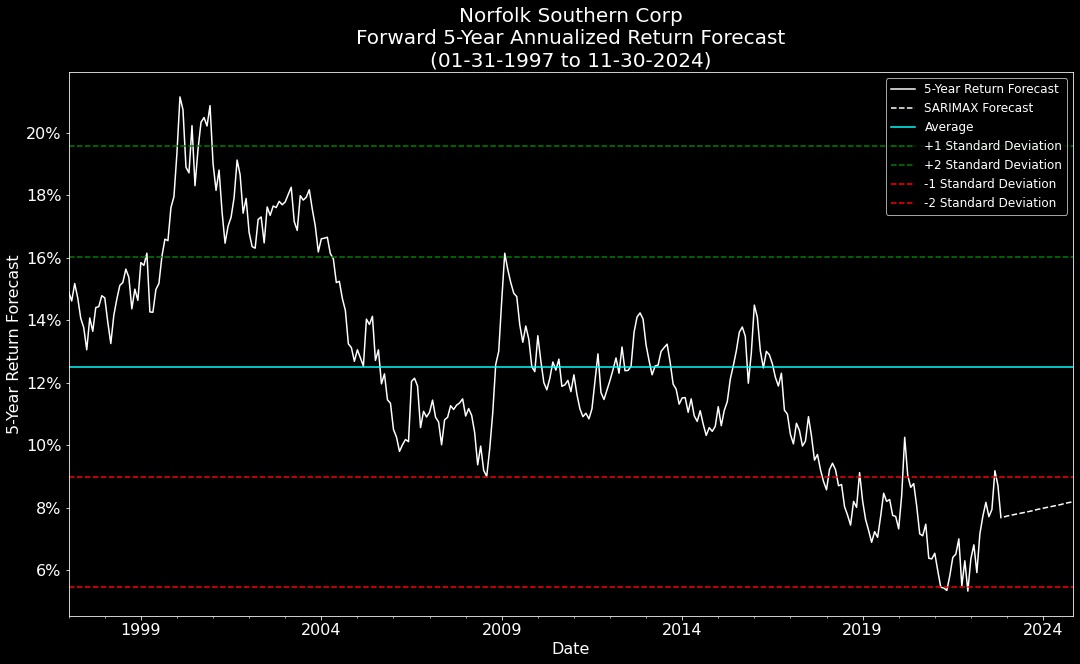 Norfolk Southern Corp
Forward 5-Year Annualized Return Forecast
(01-31-1997 to 11-30-2024)
5-Year Return Forecast
SARIMAX Forecast
Average
+1 Standard Deviation
+2 Standard Deviation
-1 Standard Deviation
-2 Standard Deviation
20%
18%
16%
14%
12%
10%
8%
6%
5-Year Return Forecast
1999 2004 2009 2014 2019 2024
Date